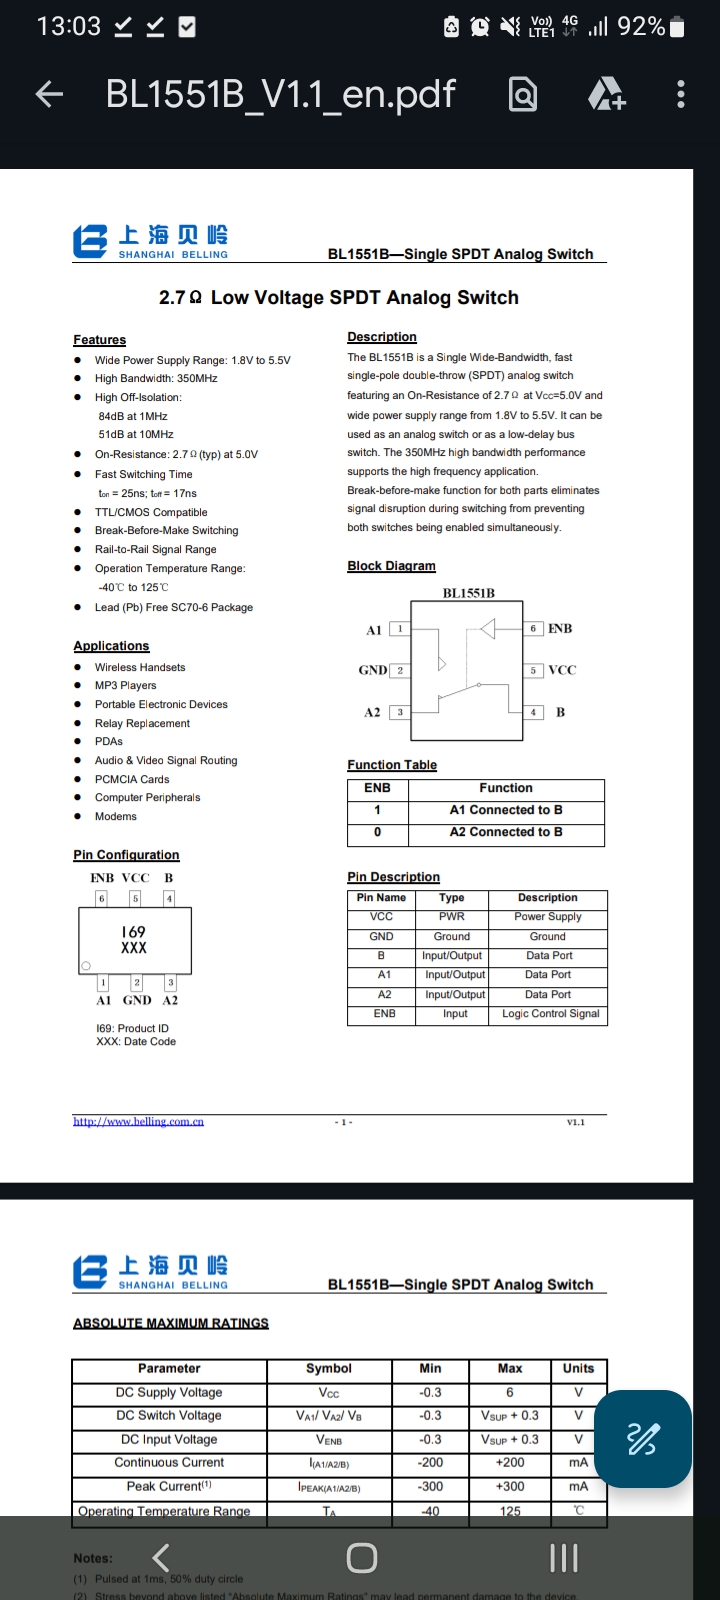 13:03
Vo)) 4G
LTE1
92%
BL1551B_V1.1_en.pdf
上海贝岭
SHANGHAI BELLING
BL1551B—Single SPDT Analog Switch
2.7Ω Low Voltage SPDT Analog Switch
Features
● Wide Power Supply Range: 1.8V to 5.5V
● High Bandwidth: 350MHz
● High Off-Isolation:
84dB at 1MHz
51dB at 10MHz
● On-Resistance: 2.7Ω(typ) at 5.0V
● Fast Switching Time
ton = 25ns; toff = 17ns
● TTL/CMOS Compatible
● Break-Before-Make Switching
● Rail-to-Rail Signal Range
● Operation Temperature Range:
-40℃ to 125℃
● Lead (Pb) Free SC70-6 Package
Applications
● Wireless Handsets
● MP3 Players
● Portable Electronic Devices
● Relay Replacement
● PDAs
● Audio & Video Signal Routing
● PCMCIA Cards
● Computer Peripherals
● Modems
Pin Configuration
ENB VCC B
6 5 4
I69
XXX
1 2 3
A1 GND A2
I69: Product ID
XXX: Date Code
Description
The BL1551B is a Single Wide-Bandwidth, fast
single-pole double-throw (SPDT) analog switch
featuring an On-Resistance of 2.7Ω at Vcc=5.0V and
wide power supply range from 1.8V to 5.5V. It can be
used as an analog switch or as a low-delay bus
switch. The 350MHz high bandwidth performance
supports the high frequency application.
Break-before-make function for both parts eliminates
signal disruption during switching from preventing
both switches being enabled simultaneously.
Block Diagram
BL1551B
A1 1 6 ENB
GND 2 5 VCC
A2 3 4 B
Function Table
ENB Function
1 A1 Connected to B
0 A2 Connected to B
Pin Description
Pin Name Type Description
VCC PWR Power Supply
GND Ground Ground
B Input/Output Data Port
A1 Input/Output Data Port
A2 Input/Output Data Port
ENB Input Logic Control Signal
http://www.belling.com.cn - 1 - v1.1
上海贝岭
SHANGHAI BELLING
BL1551B—Single SPDT Analog Switch
ABSOLUTE MAXIMUM RATINGS
Parameter Symbol Min Max Units
DC Supply Voltage VCC -0.3 6 V
DC Switch Voltage VA1/ VA2/ VB -0.3 VSUP + 0.3 V
DC Input Voltage VENB -0.3 VSUP + 0.3 V
Continuous Current I(A1/A2/B) -200 +200 mA
Peak Current(1) IPEAK(A1/A2/B) -300 +300 mA
Operating Temperature Range TA -40 125 ℃
Notes:
(1) Pulsed at 1ms, 50% duty circle
(2) Stress beyond above listed "Absolute Maximum Ratings" may lead permanent damage to the device.